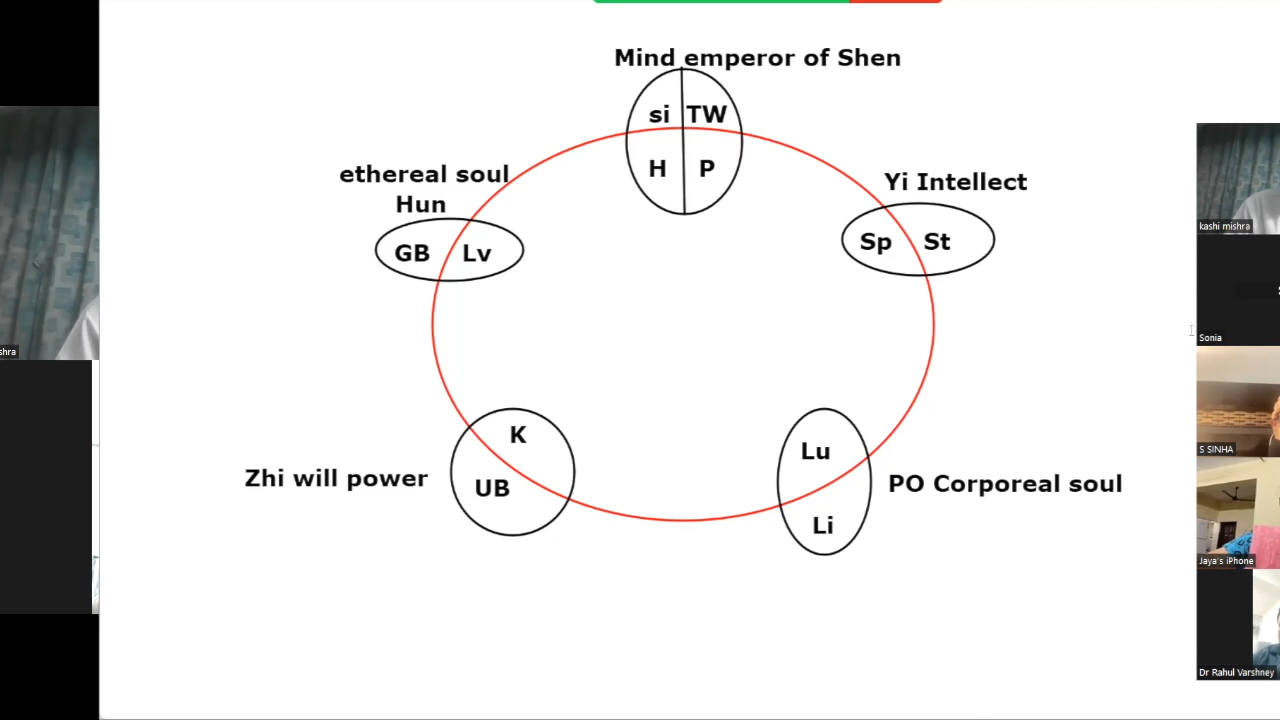 Mind emperor of Shen
si TW
H P
ethereal soul
Hun
GB Lv
Yi Intellect
Sp St
K
UB
Zhi will power
Lu
Li
PO Corporeal soul
shra
kashi mishra
Sonia
S SINHA
Jaya's iPhone
Dr Rahul Varshney